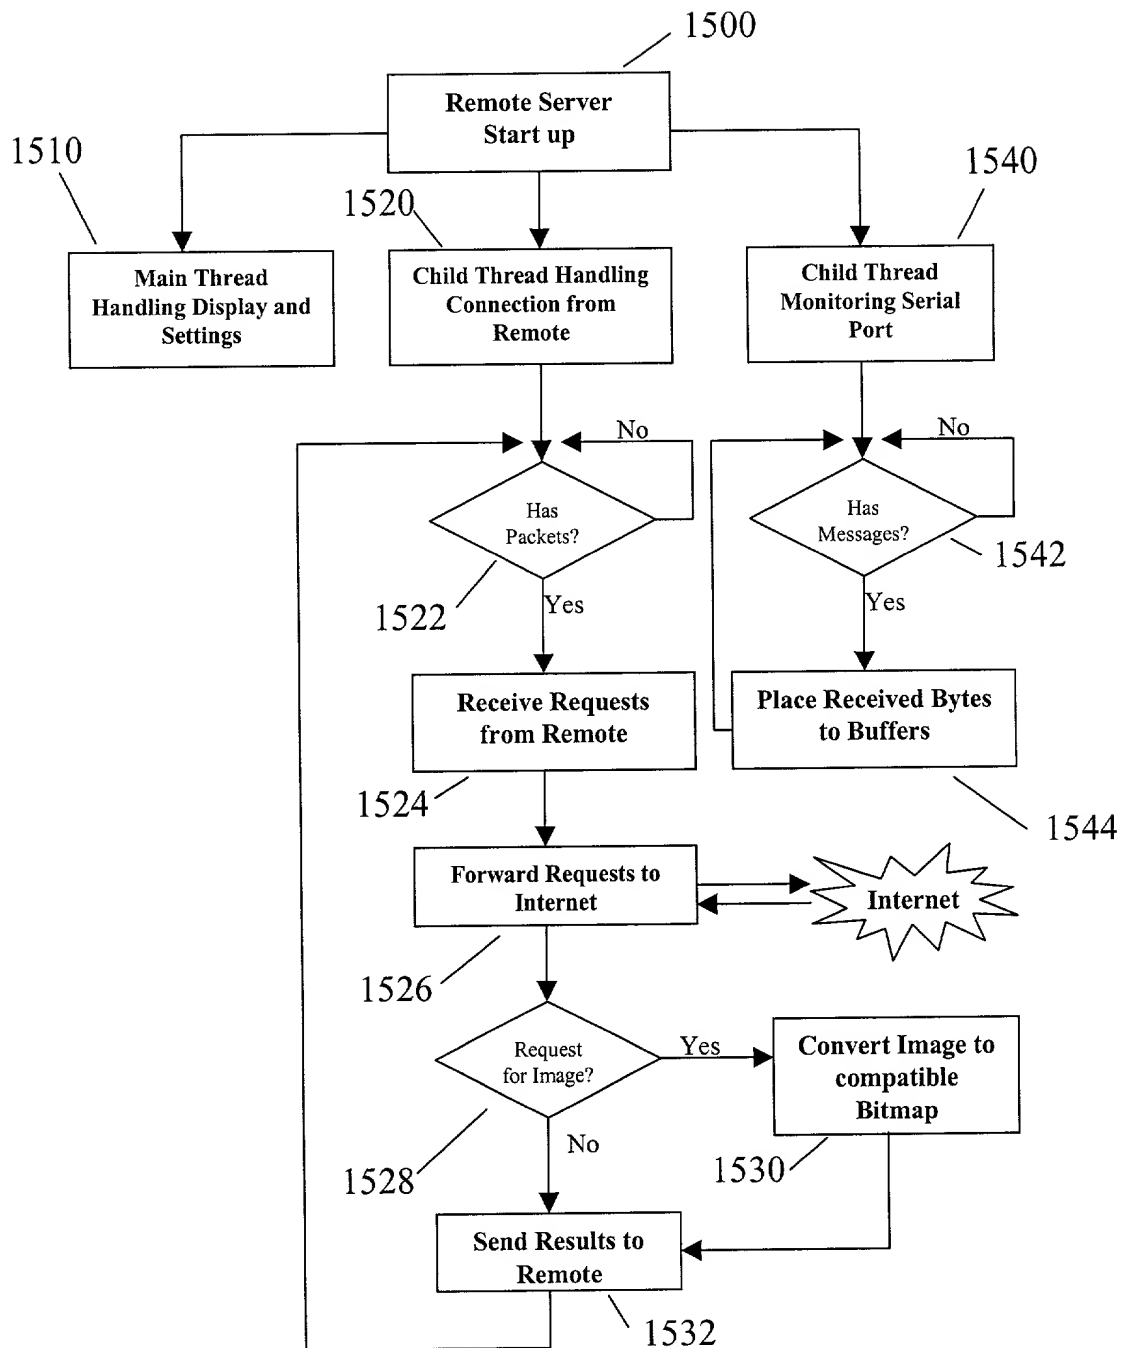 1500
Remote Server
Start up
1510
1520
1540
Main Thread
Handling Display and
Settings
Child Thread Handling
Connection from
Remote
Child Thread
Monitoring Serial
Port
No
No
Has
Packets?
Has
Messages?
1522
1542
Yes
Yes
Receive Requests
from Remote
Place Received Bytes
to Buffers
1524
1544
Forward Requests to
Internet
Internet
1526
Request
for Image?
Yes
Convert Image to
compatible
Bitmap
1528
No
1530
Send Results to
Remote
1532